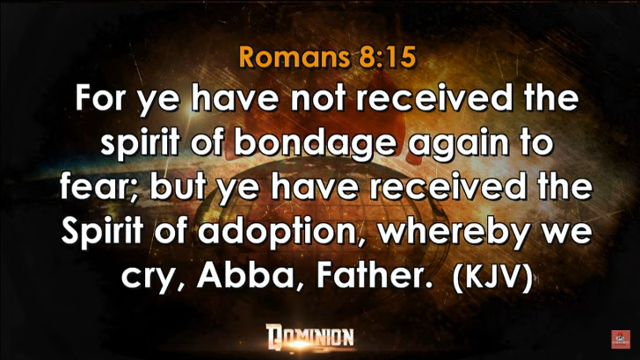 Romans 8:15
For ye have not received the
spirit of bondage again to
fear; but ye have received the
Spirit of adoption, whereby we
cry, Abba, Father. (KJV)
DOMINION